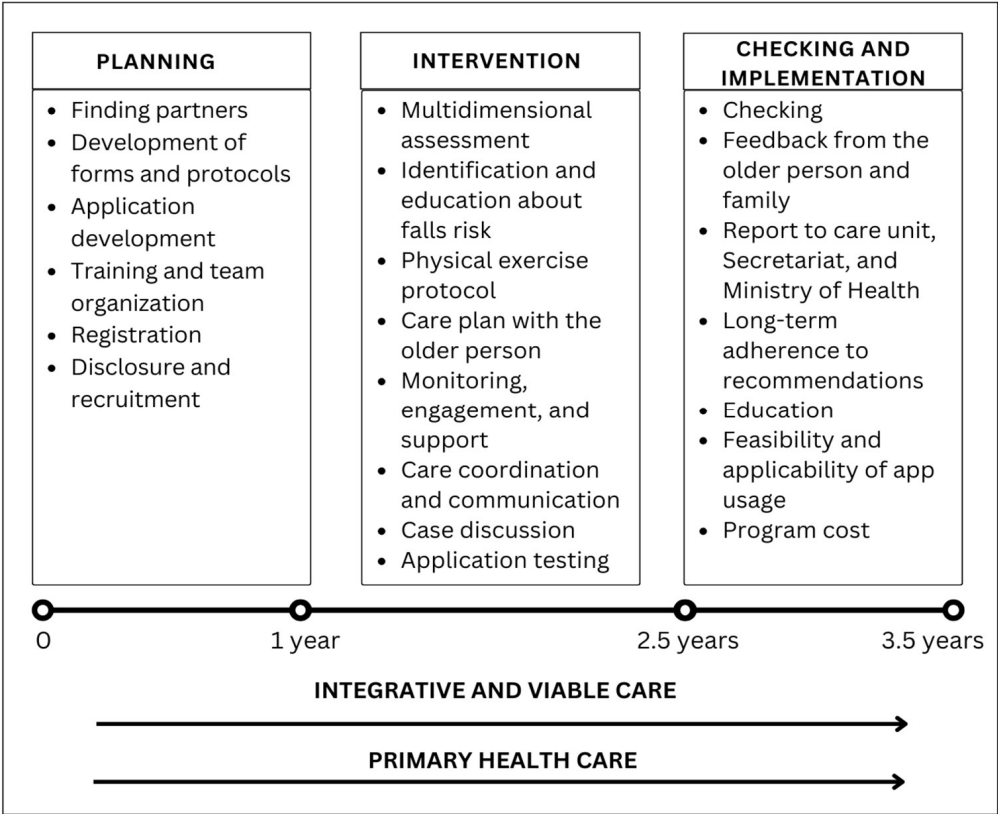 PLANNING
• Finding partners
• Development of
forms and protocols
• Application
development
• Training and team
organization
• Registration
• Disclosure and
recruitment
INTERVENTION
• Multidimensional
assessment
• Identification and
education about
falls risk
• Physical exercise
protocol
• Care plan with the
older person
• Monitoring,
engagement, and
support
• Care coordination
and communication
• Case discussion
• Application testing
CHECKING AND
IMPLEMENTATION
• Checking
• Feedback from the
older person and
family
• Report to care unit,
Secretariat, and
Ministry of Health
• Long-term
adherence to
recommendations
• Education
• Feasibility and
applicability of app
usage
• Program cost
0
1 year
2.5 years
3.5 years
INTEGRATIVE AND VIABLE CARE
PRIMARY HEALTH CARE